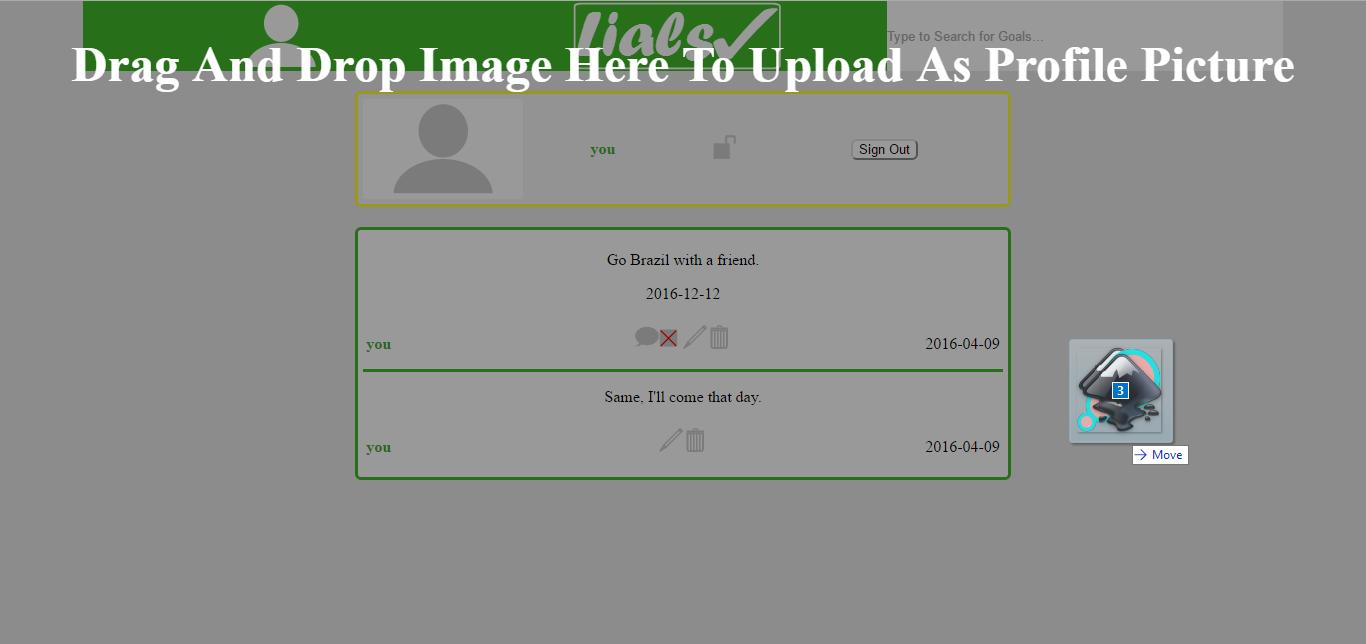 Lials
Type to Search for Goals...
Drag And Drop Image Here To Upload As Profile Picture
you
Sign Out
Go Brazil with a friend.
2016-12-12
you 2016-04-09
Same, I'll come that day.
you 2016-04-09
3
Move